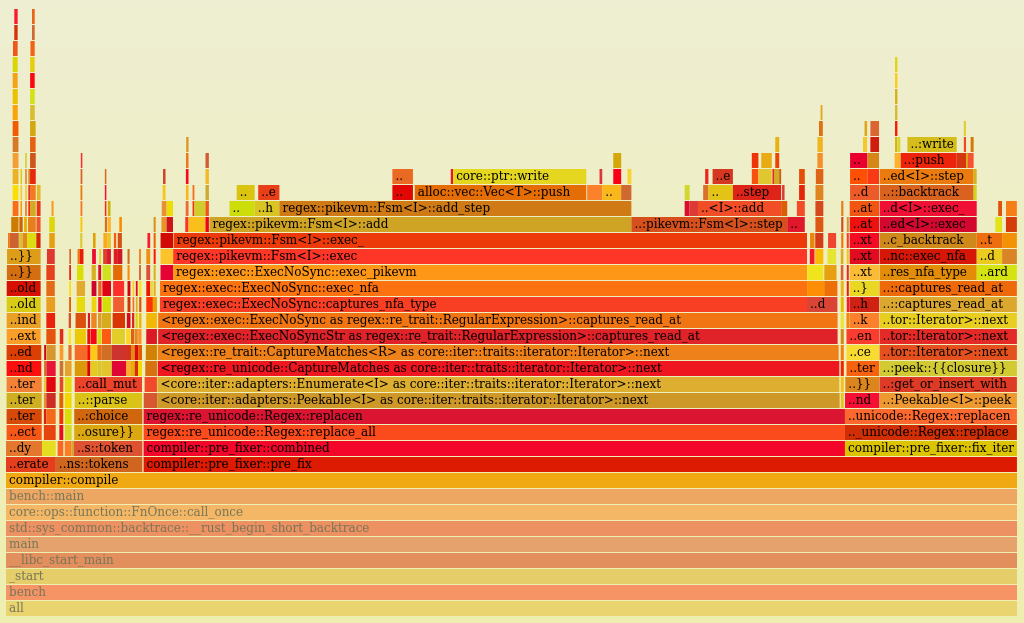 ..:write
.. ..:push
.. core::ptr::write ..e .. ..ed<I>::step
.. ..e .. alloc::vec::Vec<T>::push .. .. ..step ..d ..::backtrack
.. ..h regex::pikevm::Fsm<I>::add_step ..<I>::add ..at ..d<I>::exec_
regex::pikevm::Fsm<I>::add ..:pikevm::Fsm<I>::step .. ..at ..ed<I>::exec_
regex::pikevm::Fsm<I>::exec_ ..xt ..c_backtrack ..t
..}} regex::pikevm::Fsm<I>::exec ..xt ..nc::exec_nfa ..d
..}} regex::exec::ExecNoSync::exec_pikevm ..xt ..res_nfa_type ..ard
..old regex::exec::ExecNoSync::exec_nfa ..} ..::captures_read_at
..old regex::exec::ExecNoSync::captures_nfa_type ..d ..h ..::captures_read_at
..ind <regex::exec::ExecNoSync as regex::re_trait::RegularExpression>::captures_read_at ..k ..tor::Iterator>::next
..ext <regex::exec::ExecNoSyncStr as regex::re_trait::RegularExpression>::captures_read_at ..en ..tor::Iterator>::next
..ed <regex::re_trait::CaptureMatches<R> as core::iter::traits::iterator::Iterator>::next ..ce ..tor::Iterator>::next
..nd <regex::re_unicode::CaptureMatches as core::iter::traits::iterator::Iterator>::next ..ter ..:peek::{{closure}}
..ter ..call_mut <core::iter::adapters::Enumerate<I> as core::iter::traits::iterator::Iterator>::next ..}} ..::get_or_insert_with
..ter ..::parse <core::iter::adapters::Peekable<I> as core::iter::traits::iterator::Iterator>::next ..nd ..:Peekable<I>::peek
..ter ..:choice regex::re_unicode::Regex::replacen ..unicode::Regex::replacen
..ect ..osure}} regex::re_unicode::Regex::replace_all .._unicode::Regex::replace
..dy ..s::token compiler::pre_fixer::combined compiler::pre_fixer::fix_iter
..erate ..ns::tokens compiler::pre_fixer::pre_fix
compiler::compile
bench::main
core::ops::function::FnOnce::call_once
std::sys_common::backtrace::__rust_begin_short_backtrace
main
__libc_start_main
_start
bench
all